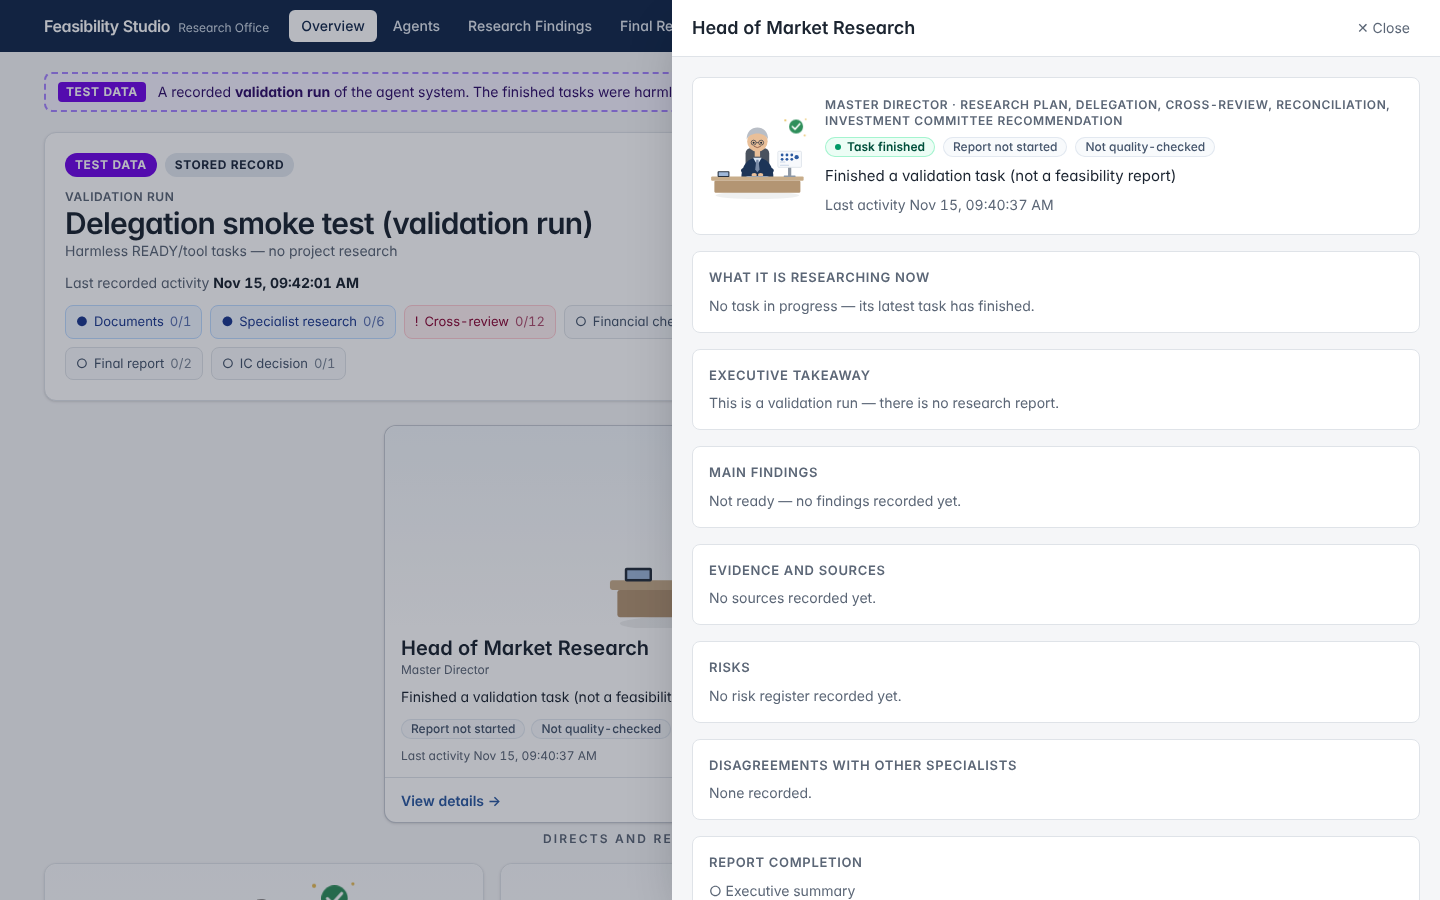 Feasibility Studio Research Office Overview Agents Research Findings Final Re
TEST DATA A recorded validation run of the agent system. The finished tasks were harml
TEST DATA STORED RECORD
VALIDATION RUN
Delegation smoke test (validation run)
Harmless READY/tool tasks — no project research
Last recorded activity Nov 15, 09:42:01 AM
Documents 0/1 Specialist research 0/6 ! Cross-review 0/12 Financial che
Final report 0/2 IC decision 0/1
Head of Market Research
Master Director
Finished a validation task (not a feasibilit
Report not started Not quality-checked
Last activity Nov 15, 09:40:37 AM
View details →
DIRECTS AND RE
Head of Market Research
✕ Close
MASTER DIRECTOR · RESEARCH PLAN, DELEGATION, CROSS-REVIEW, RECONCILIATION,
INVESTMENT COMMITTEE RECOMMENDATION
Task finished Report not started Not quality-checked
Finished a validation task (not a feasibility report)
Last activity Nov 15, 09:40:37 AM
WHAT IT IS RESEARCHING NOW
No task in progress — its latest task has finished.
EXECUTIVE TAKEAWAY
This is a validation run — there is no research report.
MAIN FINDINGS
Not ready — no findings recorded yet.
EVIDENCE AND SOURCES
No sources recorded yet.
RISKS
No risk register recorded yet.
DISAGREEMENTS WITH OTHER SPECIALISTS
None recorded.
REPORT COMPLETION
Executive summary